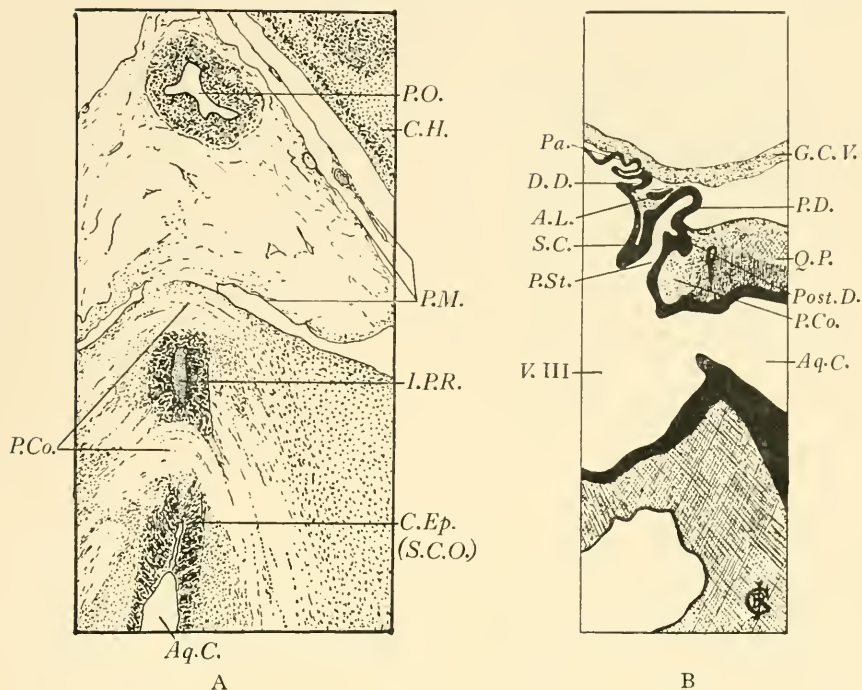 P.O.
C.H.
P.M.
I.P.R.
P.Co.
C.Ep.
(S.C.O.)
Aq.C.
A
Pa.
D.D.
A.L.
S.C.
P.St.
V. III
G.C.V.
P.D.
Q.P.
Post.D.
P.Co.
Aq.C.
B